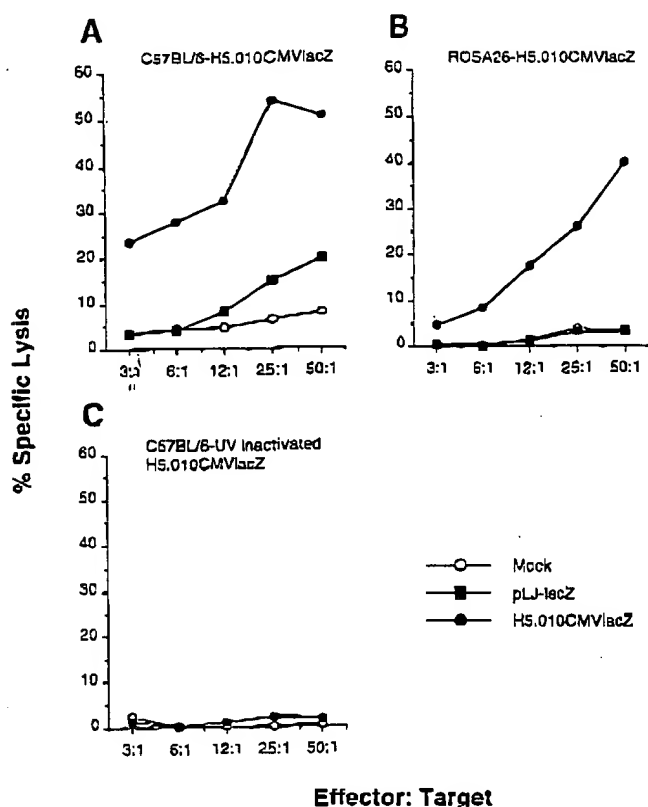 A
C57BL/6-H5.010CMVlacZ
60
50
40
30
20
10
0
3:1 6:1 12:1 25:1 50:1
B
ROSA26-H5.010CMVlacZ
60
50
40
30
20
10
0
3:1 6:1 12:1 25:1 50:1
% Specific Lysis
C
C57BL/6-UV Inactivated
H5.010CMVlacZ
60
50
40
30
20
10
0
3:1 6:1 12:1 25:1 50:1
Mock
pLJ-lacZ
H5.010CMVlacZ
Effector: Target